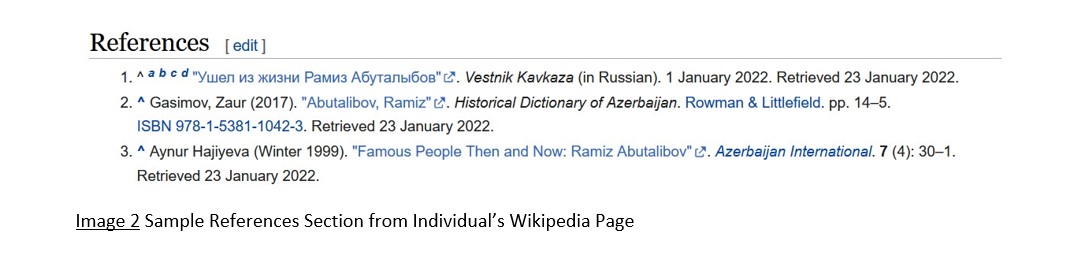 References [ edit ]
1. ^ a b c d "Ушел из жизни Рамиз Абуталыбов". Vestnik Kavkaza (in Russian). 1 January 2022. Retrieved 23 January 2022.
2. ^ Gasimov, Zaur (2017). "Abutalibov, Ramiz". Historical Dictionary of Azerbaijan. Rowman & Littlefield. pp. 14–5.
ISBN 978-1-5381-1042-3. Retrieved 23 January 2022.
3. ^ Aynur Hajiyeva (Winter 1999). "Famous People Then and Now: Ramiz Abutalibov". Azerbaijan International. 7 (4): 30–1.
Retrieved 23 January 2022.
Image 2 Sample References Section from Individual’s Wikipedia Page